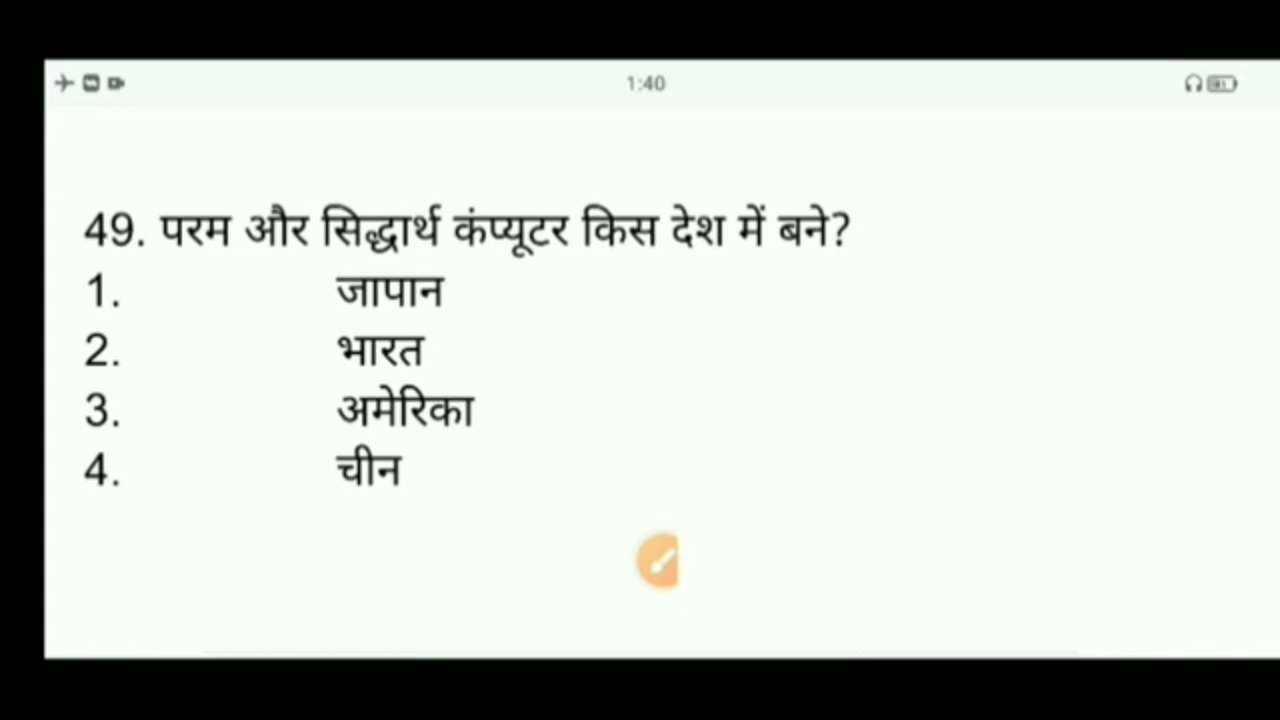 1:40
49. परम और सिद्धार्थ कंप्यूटर किस देश में बने?
1. जापान
2. भारत
3. अमेरिका
4. चीन